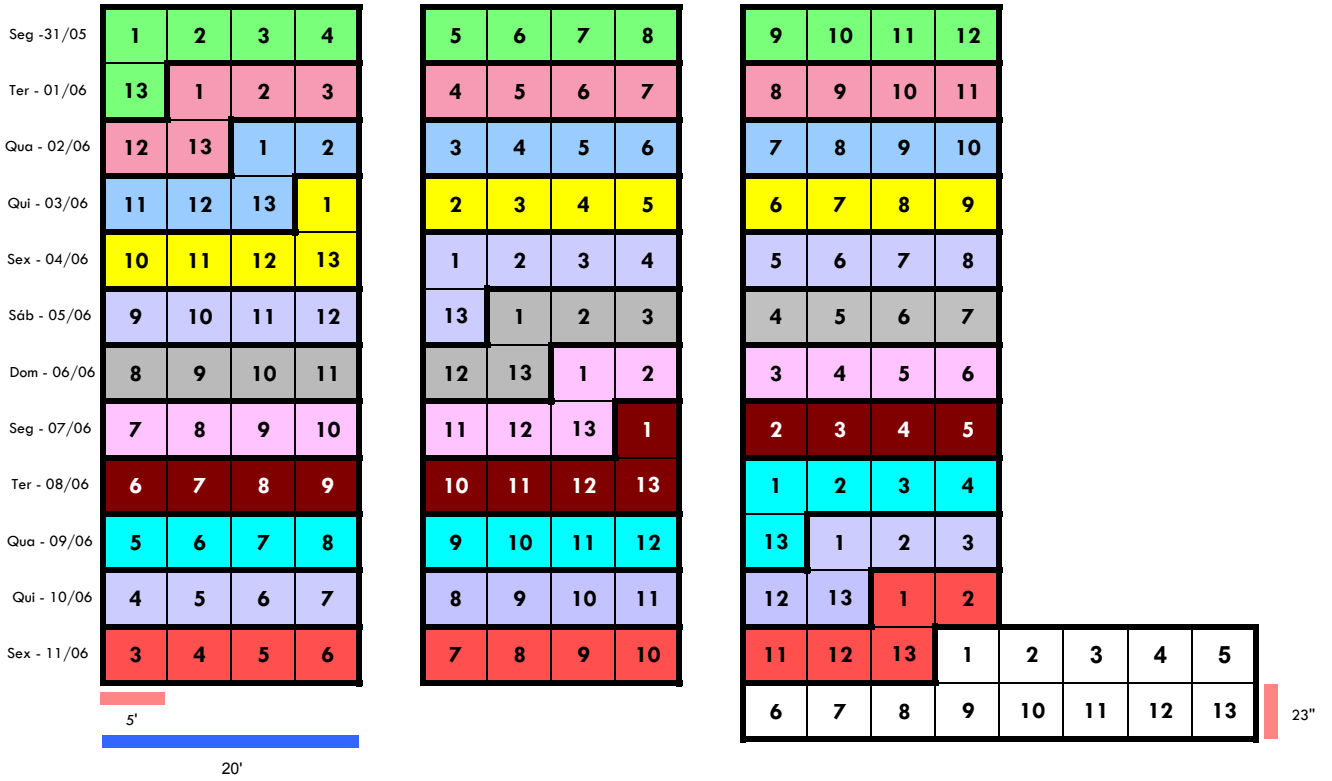 Seg -31/05 1 2 3 4 5 6 7 8 9 10 11 12
Ter - 01/06 13 1 2 3 4 5 6 7 8 9 10 11
Qua - 02/06 12 13 1 2 3 4 5 6 7 8 9 10
Qui - 03/06 11 12 13 1 2 3 4 5 6 7 8 9
Sex - 04/06 10 11 12 13 1 2 3 4 5 6 7 8
Sáb - 05/06 9 10 11 12 13 1 2 3 4 5 6 7
Dom - 06/06 8 9 10 11 12 13 1 2 3 4 5 6
Seg - 07/06 7 8 9 10 11 12 13 1 2 3 4 5
Ter - 08/06 6 7 8 9 10 11 12 13 1 2 3 4
Qua - 09/06 5 6 7 8 9 10 11 12 13 1 2 3
Qui - 10/06 4 5 6 7 8 9 10 11 12 13 1 2
Sex - 11/06 3 4 5 6 7 8 9 10 11 12 13 1 2 3 4 5
6 7 8 9 10 11 12 13
5'
23"
20'